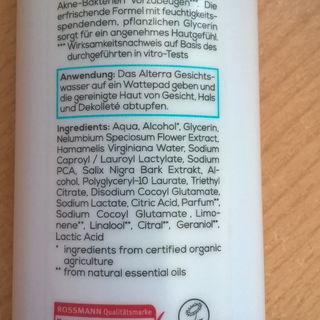 Akne-Bakterien vorzubeugen***. Die
erfrischende Formel mit feuchtigkeits-
spendendem, pflanzlichen Glycerin
sorgt für ein angenehmes Hautgefühl.
*** Wirksamkeitsnachweis auf Basis des
durchgeführten in vitro-Tests
Anwendung: Das Alterra Gesichts-
wasser auf ein Wattepad geben und
die gereinigte Haut von Gesicht, Hals
und Dekolleté abtupfen.
Ingredients: Aqua, Alcohol*, Glycerin,
Nelumbium Speciosum Flower Extract,
Hamamelis Virginiana Water, Sodium
Caproyl / Lauroyl Lactylate, Sodium
PCA, Salix Nigra Bark Extrakt, Al-
cohol, Polyglyceryl-10 Laurate, Triethyl
Citrate, Disodium Cocoyl Glutamate,
Sodium Lactate, Citric Acid, Parfum**,
Sodium Cocoyl Glutamate, Limo-
nene**, Linalool**, Citral**, Geraniol**,
Lactic Acid
* ingredients from certified organic
agriculture
** from natural essential oils
ROSSMANN Qualitätsmarke